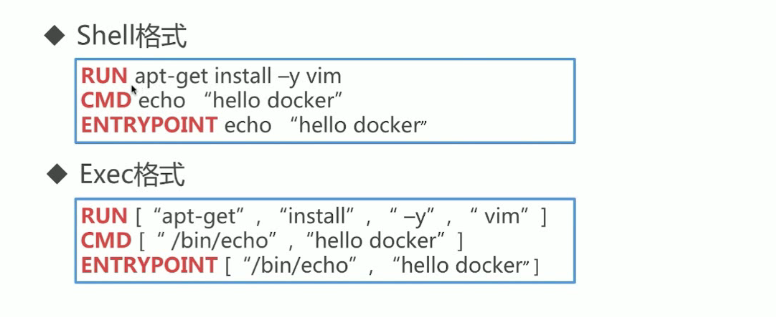 ◆ Shell格式
RUN apt-get install –y vim
CMD echo “hello docker”
ENTRYPOINT echo “hello docker”
◆ Exec格式
RUN [“apt-get”, “install”, “ –y”, “ vim” ]
CMD [“ /bin/echo” ,“hello docker” ]
ENTRYPOINT [“/bin/echo” , “hello docker” ]